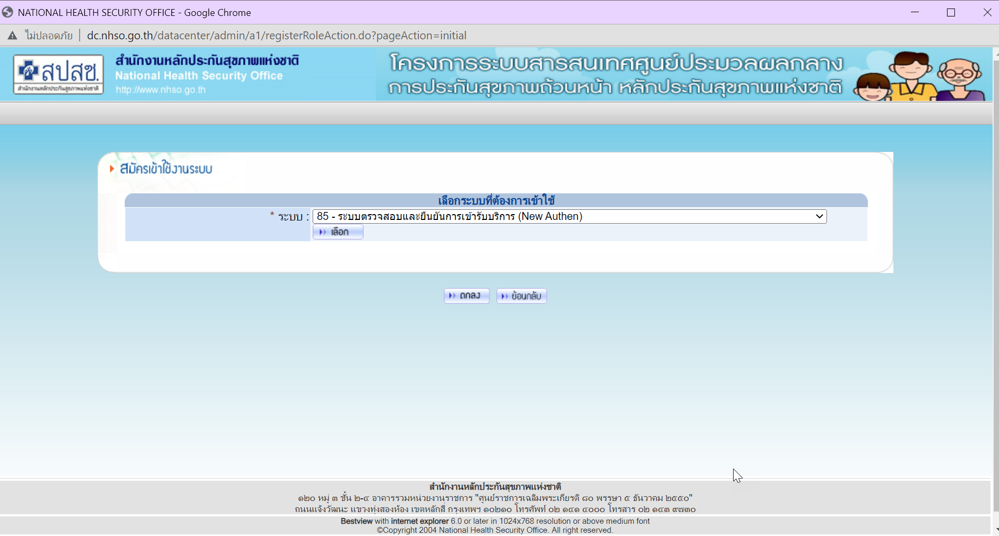 NATIONAL HEALTH SECURITY OFFICE - Google Chrome
ไม่ปลอดภัย dc.nhso.go.th/datacenter/admin/a1/registerRoleAction.do?pageAction=initial
สปสช.
สำนักงานหลักประกันสุขภาพแห่งชาติ
สำนักงานหลักประกันสุขภาพแห่งชาติ
National Health Security Office
http://www.nhso.go.th
โครงการระบบสารสนเทศศูนย์ประมวลผลกลาง
การประกันสุขภาพถ้วนหน้า หลักประกันสุขภาพแห่งชาติ
สมัครเข้าใช้งานระบบ
เลือกระบบที่ต้องการเข้าใช้
* ระบบ : 85 - ระบบตรวจสอบและยืนยันการเข้ารับบริการ (New Authen)
เลือก
ตกลง ย้อนกลับ
สำนักงานหลักประกันสุขภาพแห่งชาติ
๑๒๐ หมู่ ๓ ชั้น ๒-๔ อาคารรวมหน่วยงานราชการ "ศูนย์ราชการเฉลิมพระเกียรติ ๘๐ พรรษา ๕ ธันวาคม ๒๕๕๐"
ถนนแจ้งวัฒนะ แขวงทุ่งสองห้อง เขตหลักสี่ กรุงเทพฯ ๑๐๒๑๐ โทรศัพท์ ๐๒ ๑๔๑ ๔๐๐๐ โทรสาร ๐๒ ๑๔๓ ๙๗๓๐
Bestview with internet explorer 6.0 or later in 1024x768 resolution or above medium font
©Copyright 2004 National Health Security Office. All right reserved.